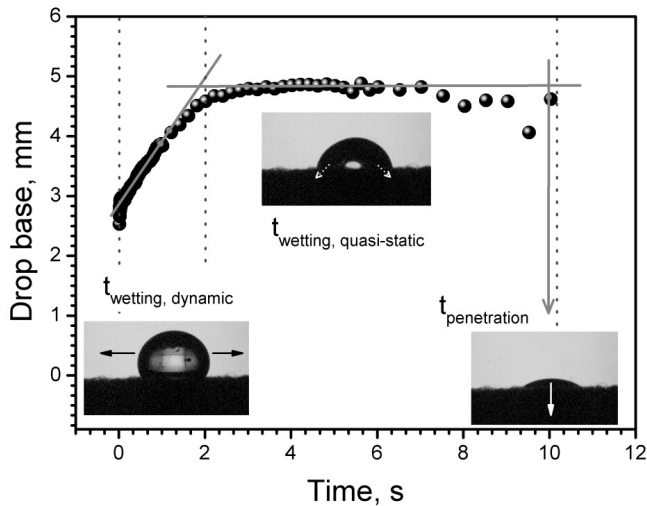 6
5
4
3
2
1
0
Drop base, mm
t wetting, quasi-static
t wetting, dynamic
t penetration
0 2 4 6 8 10 12
Time, s